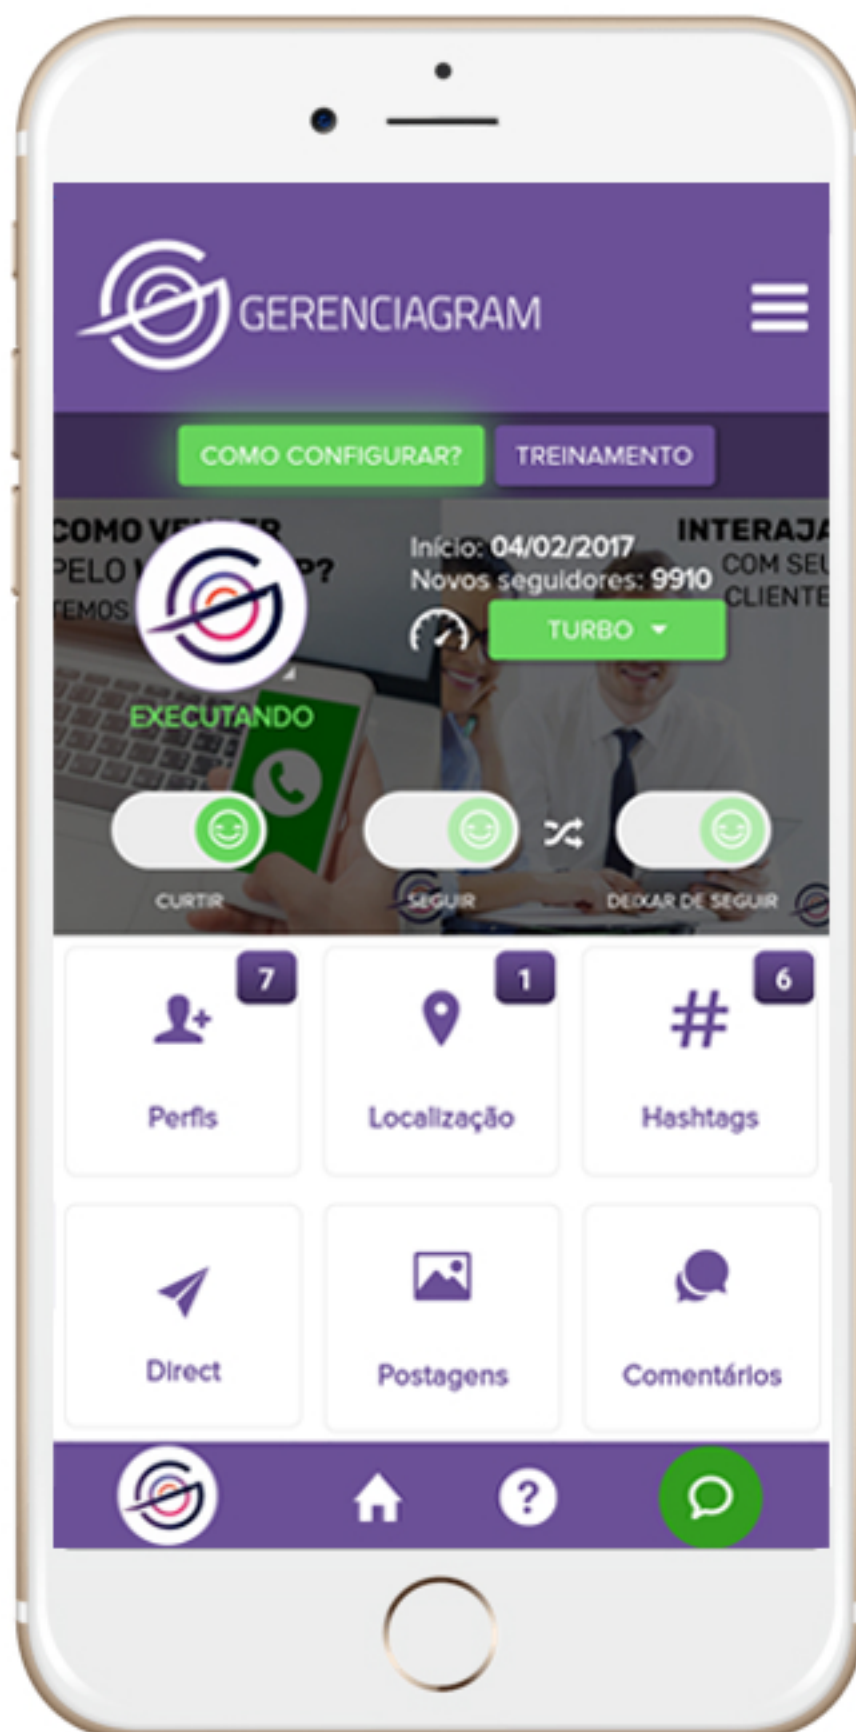 GERENCIAGRAM
COMO CONFIGURAR?
TREINAMENTO
COMO
PELO
P?
TEMOS
Início: 04/02/2017
Novos seguidores: 9910
TURBO
INTERAJA
COM SEU
CLIENTE
EXECUTANDO
CURTIR
SEGUIR
DEIXAR DE SEGUIR
7
Perfis
1
Localização
6
#
Hashtags
Direct
Postagens
Comentários
?